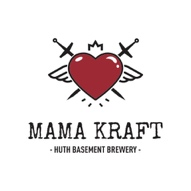 MAMA KRAFT
- HUTH BASEMENT BREWERY -